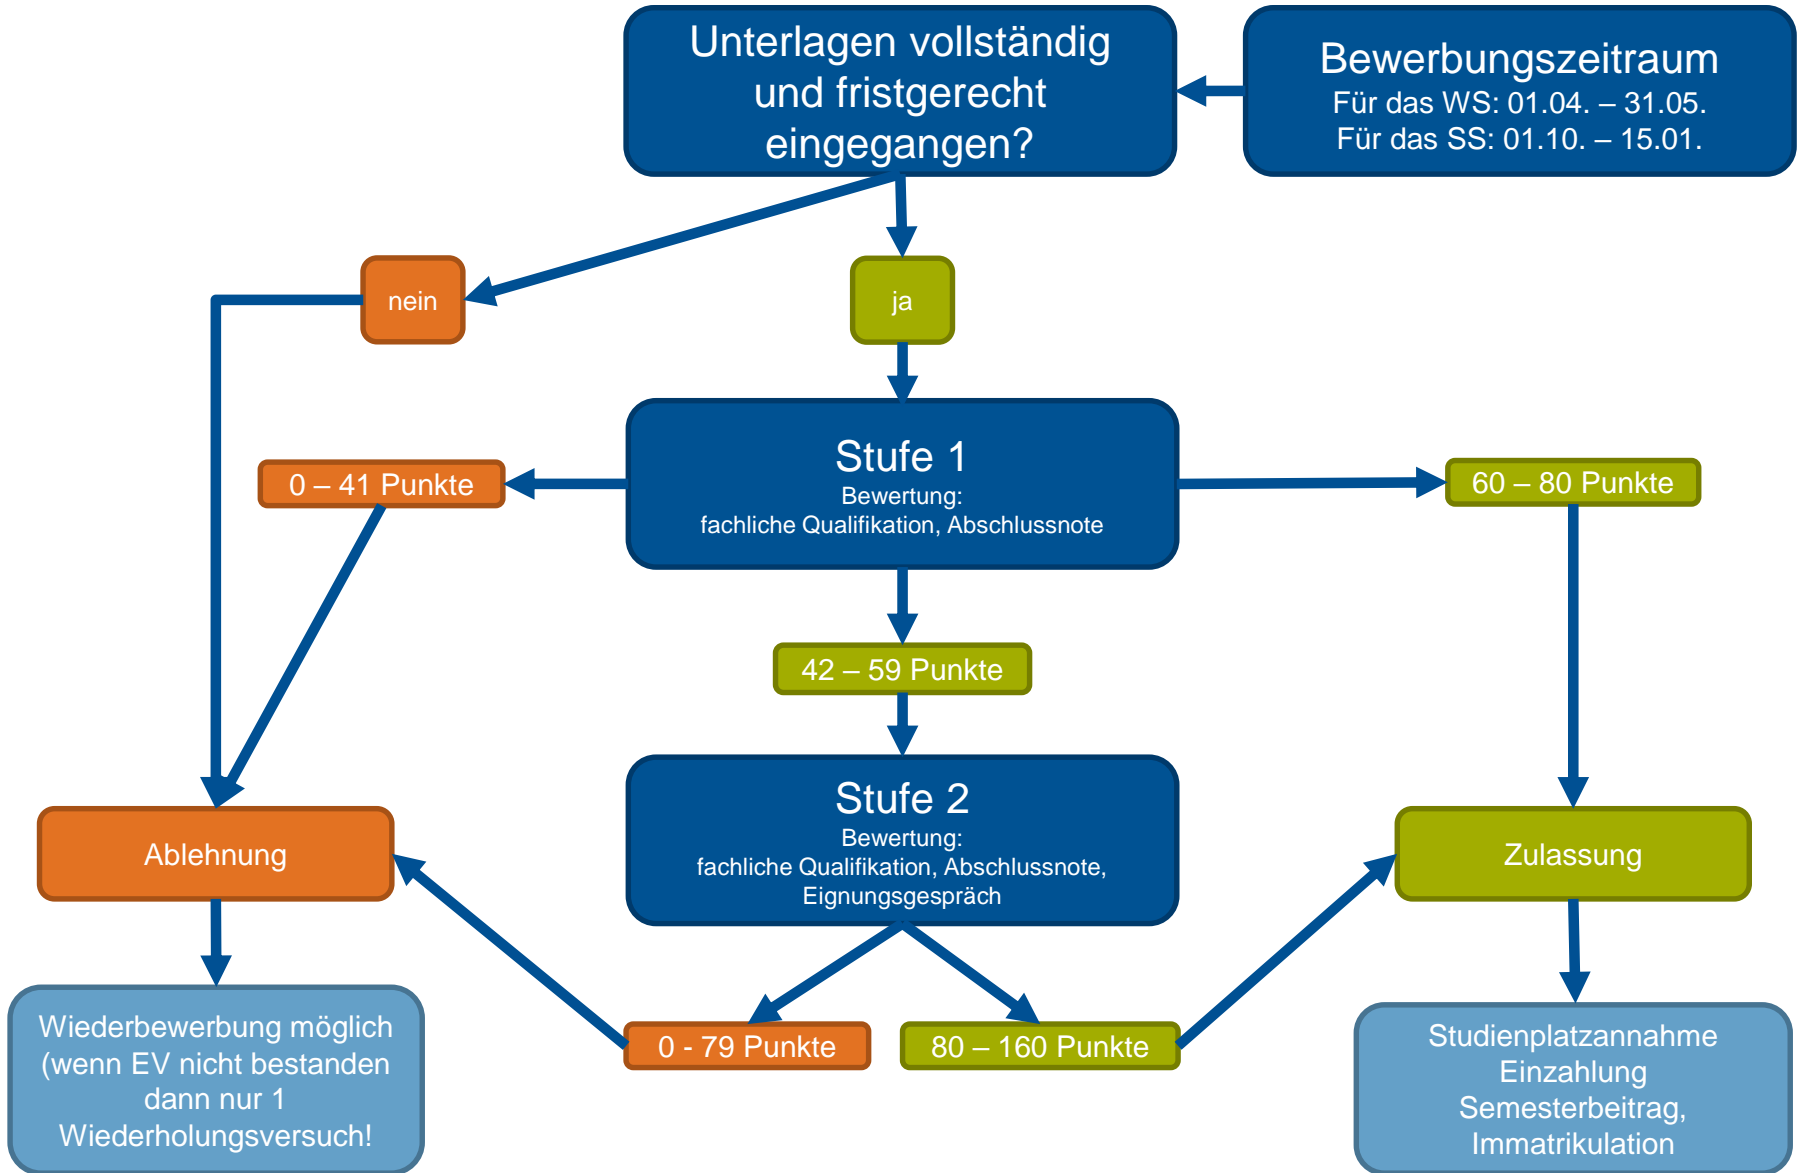 Unterlagen vollständig
und fristgerecht
eingegangen?
Bewerbungszeitraum
Für das WS: 01.04. – 31.05.
Für das SS: 01.10. – 15.01.
nein
ja
Stufe 1
Bewertung:
fachliche Qualifikation, Abschlussnote
0 – 41 Punkte
60 – 80 Punkte
42 – 59 Punkte
Stufe 2
Bewertung:
fachliche Qualifikation, Abschlussnote,
Eignungsgespräch
Ablehnung
Zulassung
0 - 79 Punkte
80 – 160 Punkte
Wiederbewerbung möglich
(wenn EV nicht bestanden
dann nur 1
Wiederholungsversuch!
Studienplatzannahme
Einzahlung
Semesterbeitrag,
Immatrikulation